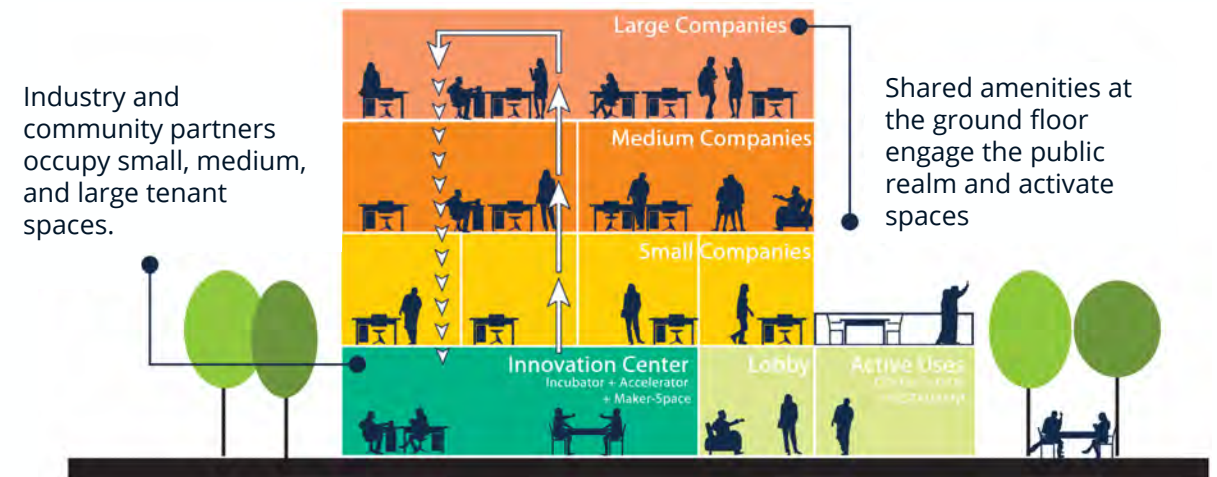 Large Companies
Industry and
community partners
occupy small, medium,
and large tenant
spaces.
Shared amenities at
the ground floor
engage the public
realm and activate
spaces
Medium Companies
Small Companies
Innovation Center
Incubator + Accelerator
+ Maker-Space
Lobby
Active Uses